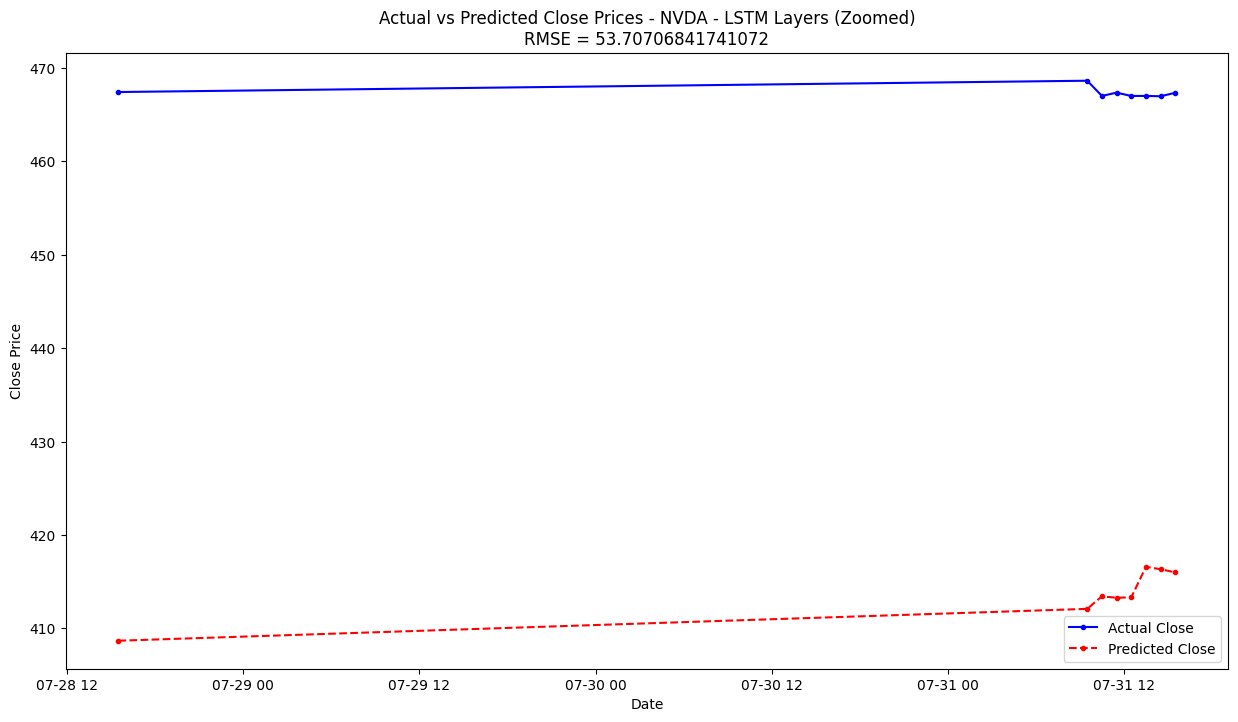 Actual vs Predicted Close Prices - NVDA - LSTM Layers (Zoomed)
RMSE = 53.70706841741072
470
460
450
440
430
420
410
Close Price
Actual Close
Predicted Close
07-28 12
07-29 00
07-29 12
07-30 00
07-30 12
07-31 00
07-31 12
Date